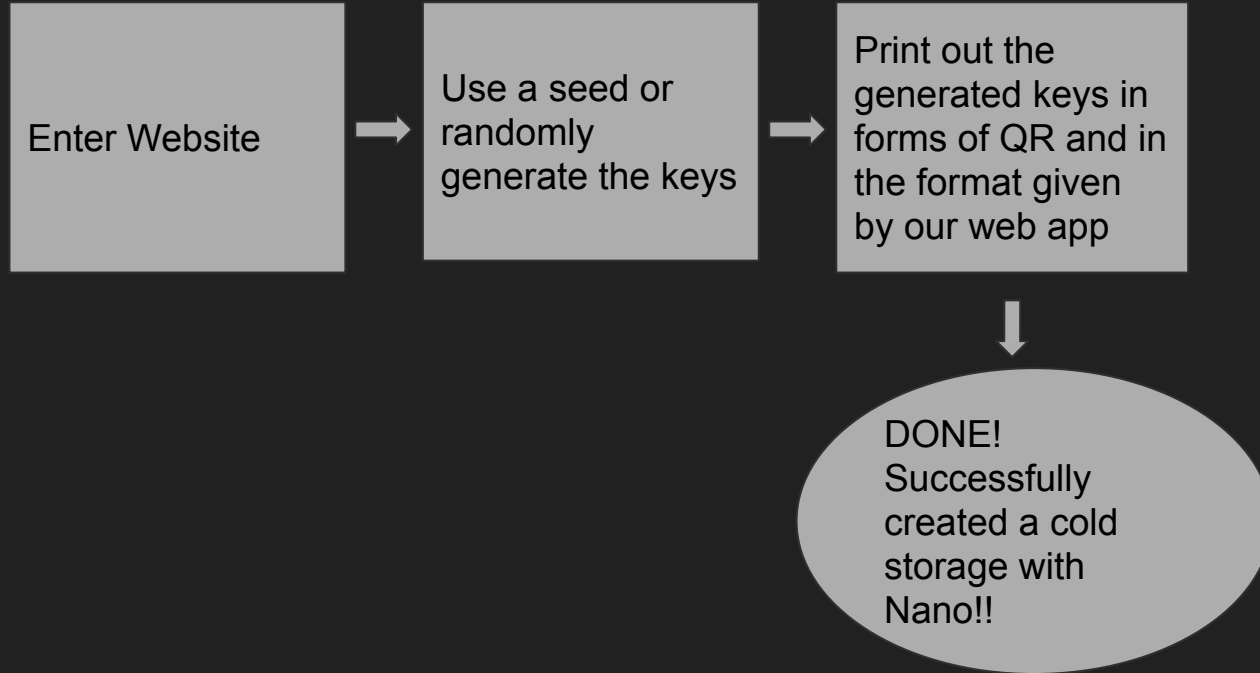 Enter Website
Use a seed or
randomly
generate the keys
Print out the
generated keys in
forms of QR and in
the format given
by our web app
DONE!
Successfully
created a cold
storage with
Nano!!